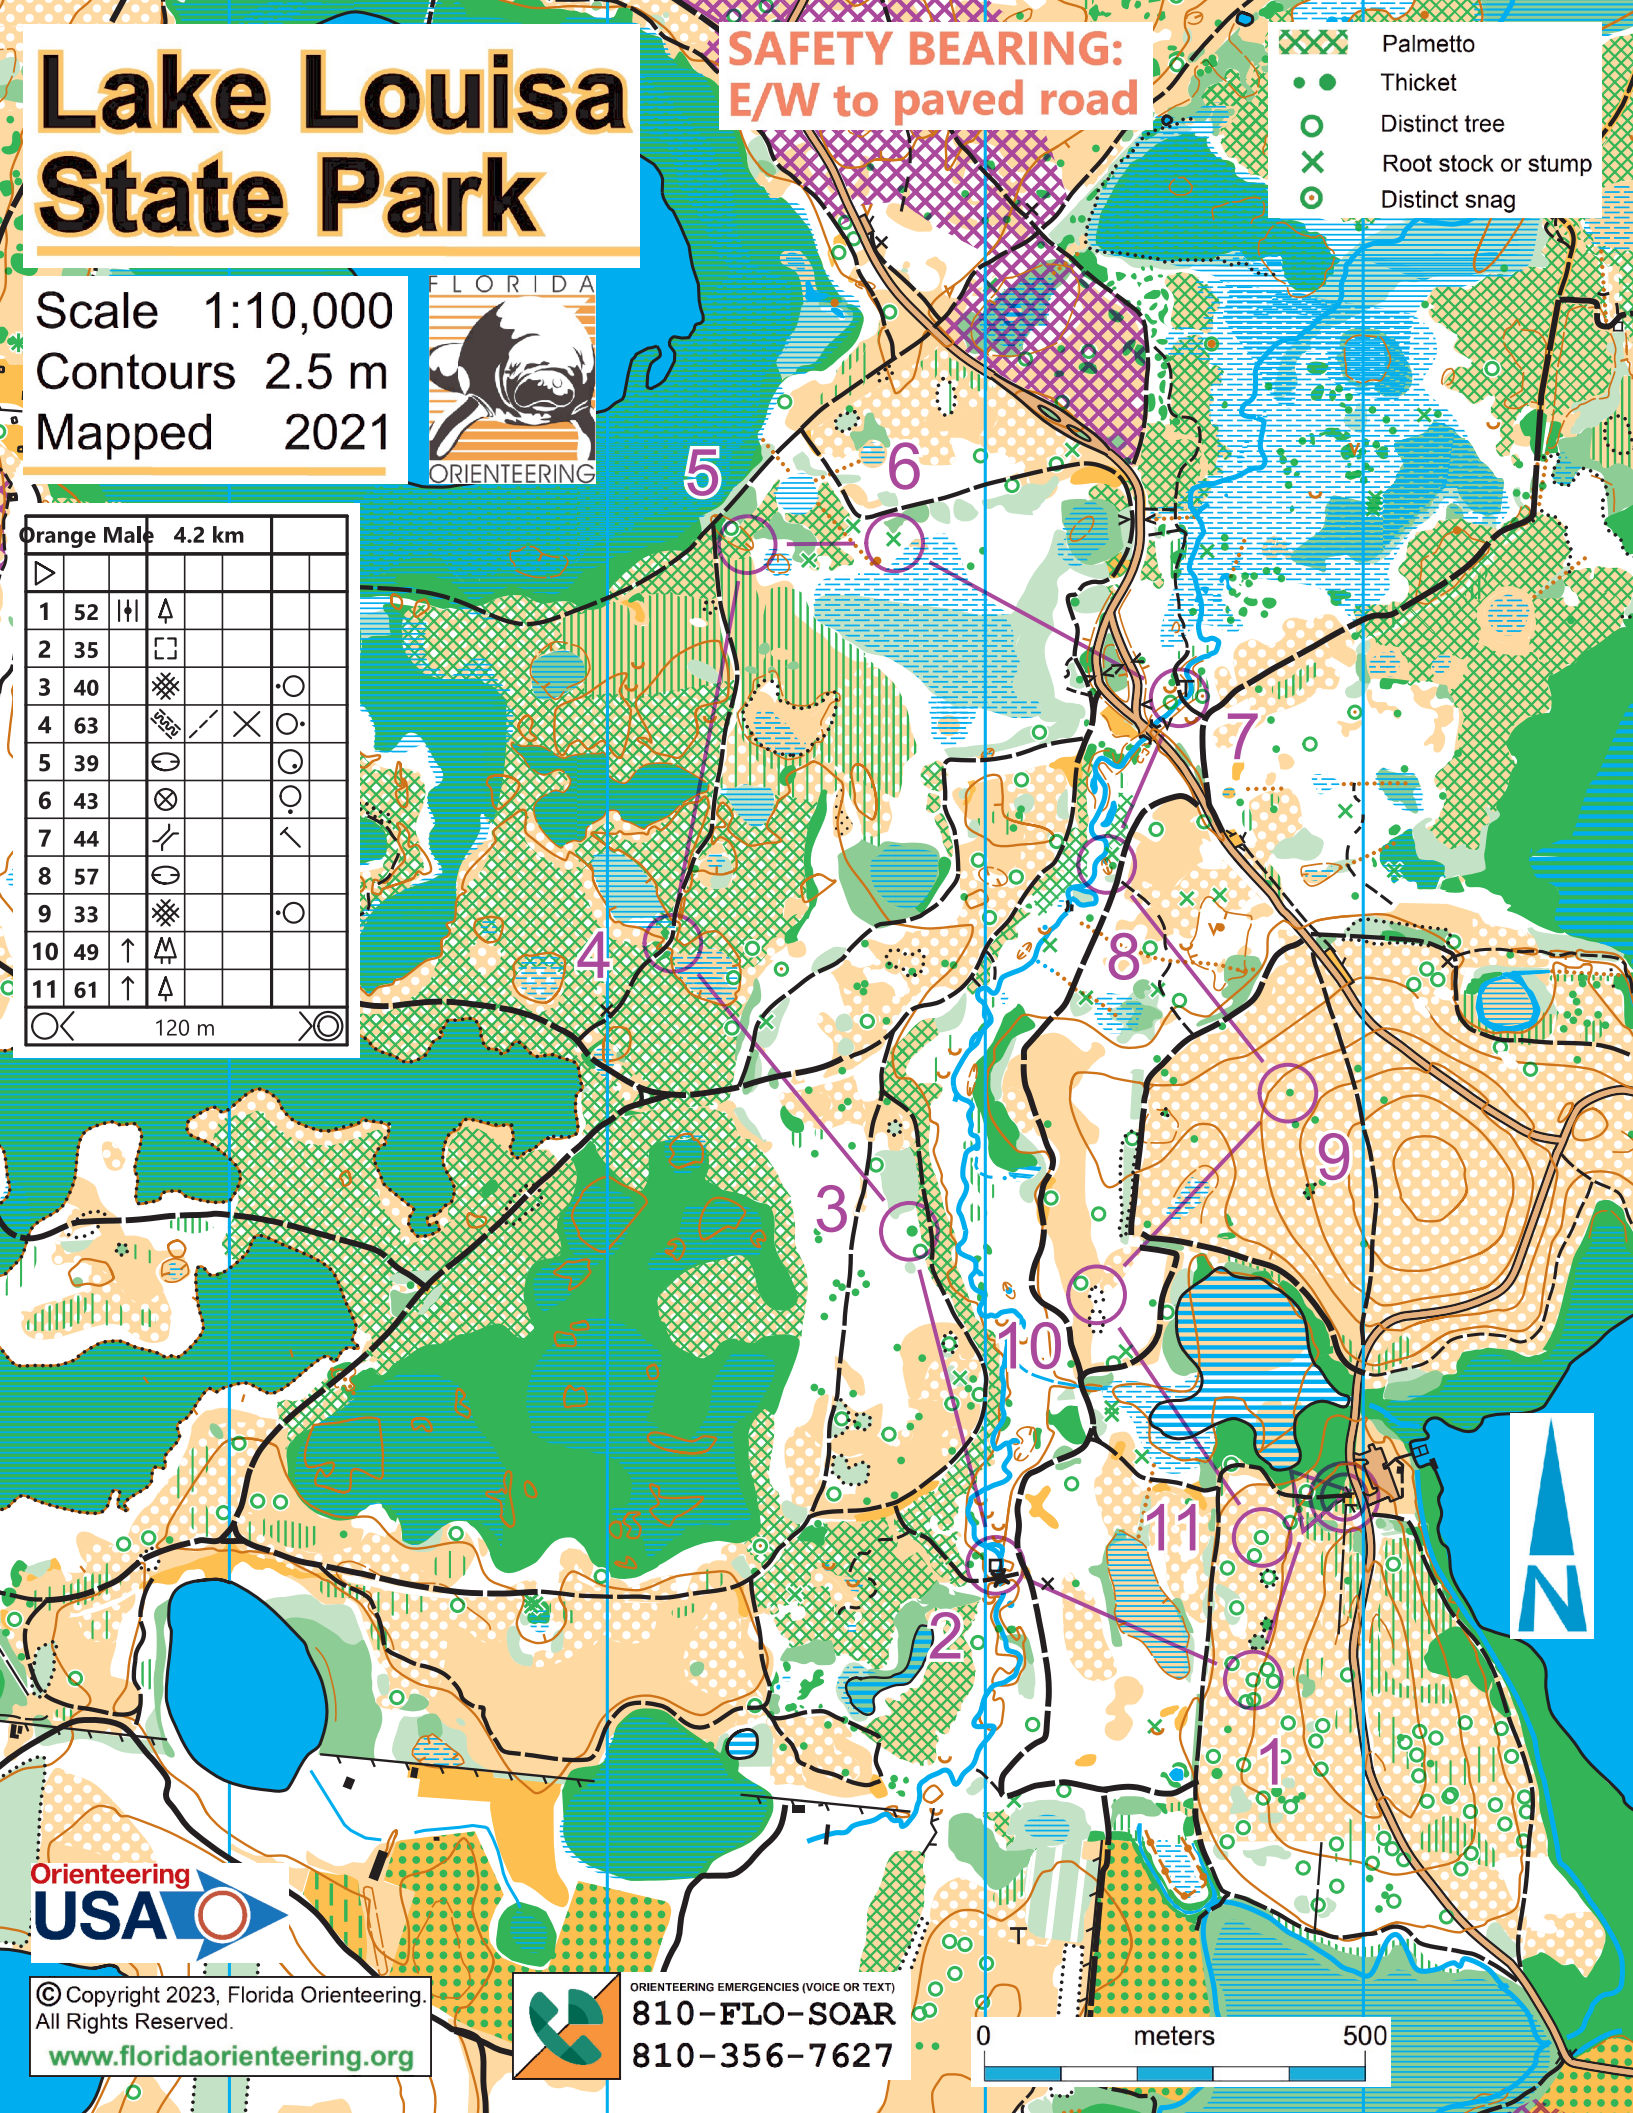 Lake Louisa
State Park
SAFETY BEARING:
E/W to paved road
Palmetto
Thicket
Distinct tree
Root stock or stump
Distinct snag
Scale 1:10,000
Contours 2.5 m
Mapped 2021
FLORIDA
ORIENTEERING
Orange Male 4.2 km
1 52
2 35
3 40
4 63
5 39
6 43
7 44
8 57
9 33
10 49
11 61
120 m
5
6
7
4
8
9
3
10
11
2
1
N
Orienteering
USA
© Copyright 2023, Florida Orienteering.
All Rights Reserved.
www.floridaorienteering.org
ORIENTEERING EMERGENCIES (VOICE OR TEXT)
810-FLO-SOAR
810-356-7627
0 meters 500